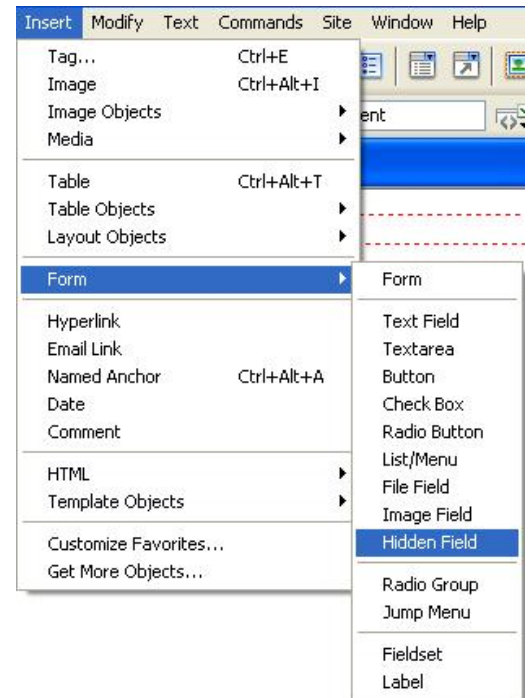 Insert Modify Text Commands Site Window Help
Tag... Ctrl+E
Image Ctrl+Alt+I
Image Objects
ent
Media
Table Ctrl+Alt+T
Table Objects
Layout Objects
Form
Hyperlink
Email Link
Named Anchor Ctrl+Alt+A
Date
Comment
HTML
Template Objects
Customize Favorites...
Get More Objects...
Form
Text Field
Textarea
Button
Check Box
Radio Button
List/Menu
File Field
Image Field
Hidden Field
Radio Group
Jump Menu
Fieldset
Label